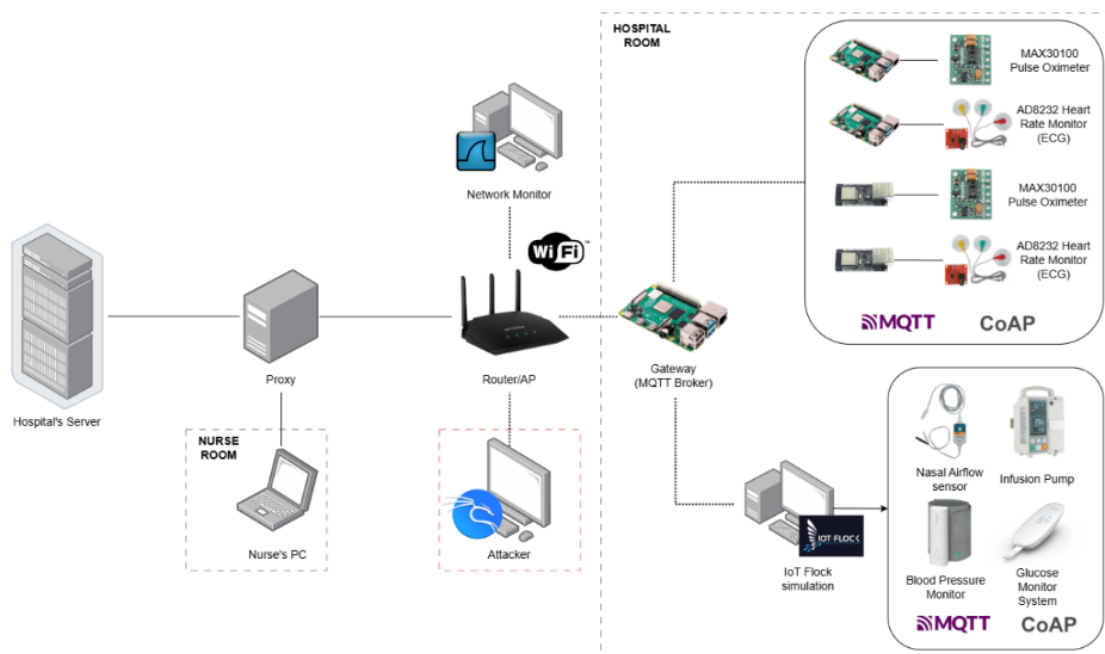 HOSPITAL
ROOM
MAX30100
Pulse Oximeter
AD8232 Heart
Rate Monitor
(ECG)
MAX30100
Pulse Oximeter
AD8232 Heart
Rate Monitor
(ECG)
MQTT
CoAP
Network Monitor
Wi Fi
Hospital's Server
Proxy
Router/AP
Gateway
(MQTT Broker)
NURSE
ROOM
Nurse's PC
Attacker
IOT FLOCK
IoT Flock
simulation
Nasal Airflow
sensor
Infusion Pump
Blood Pressure
Monitor
Glucose
Monitor
System
MQTT
CoAP